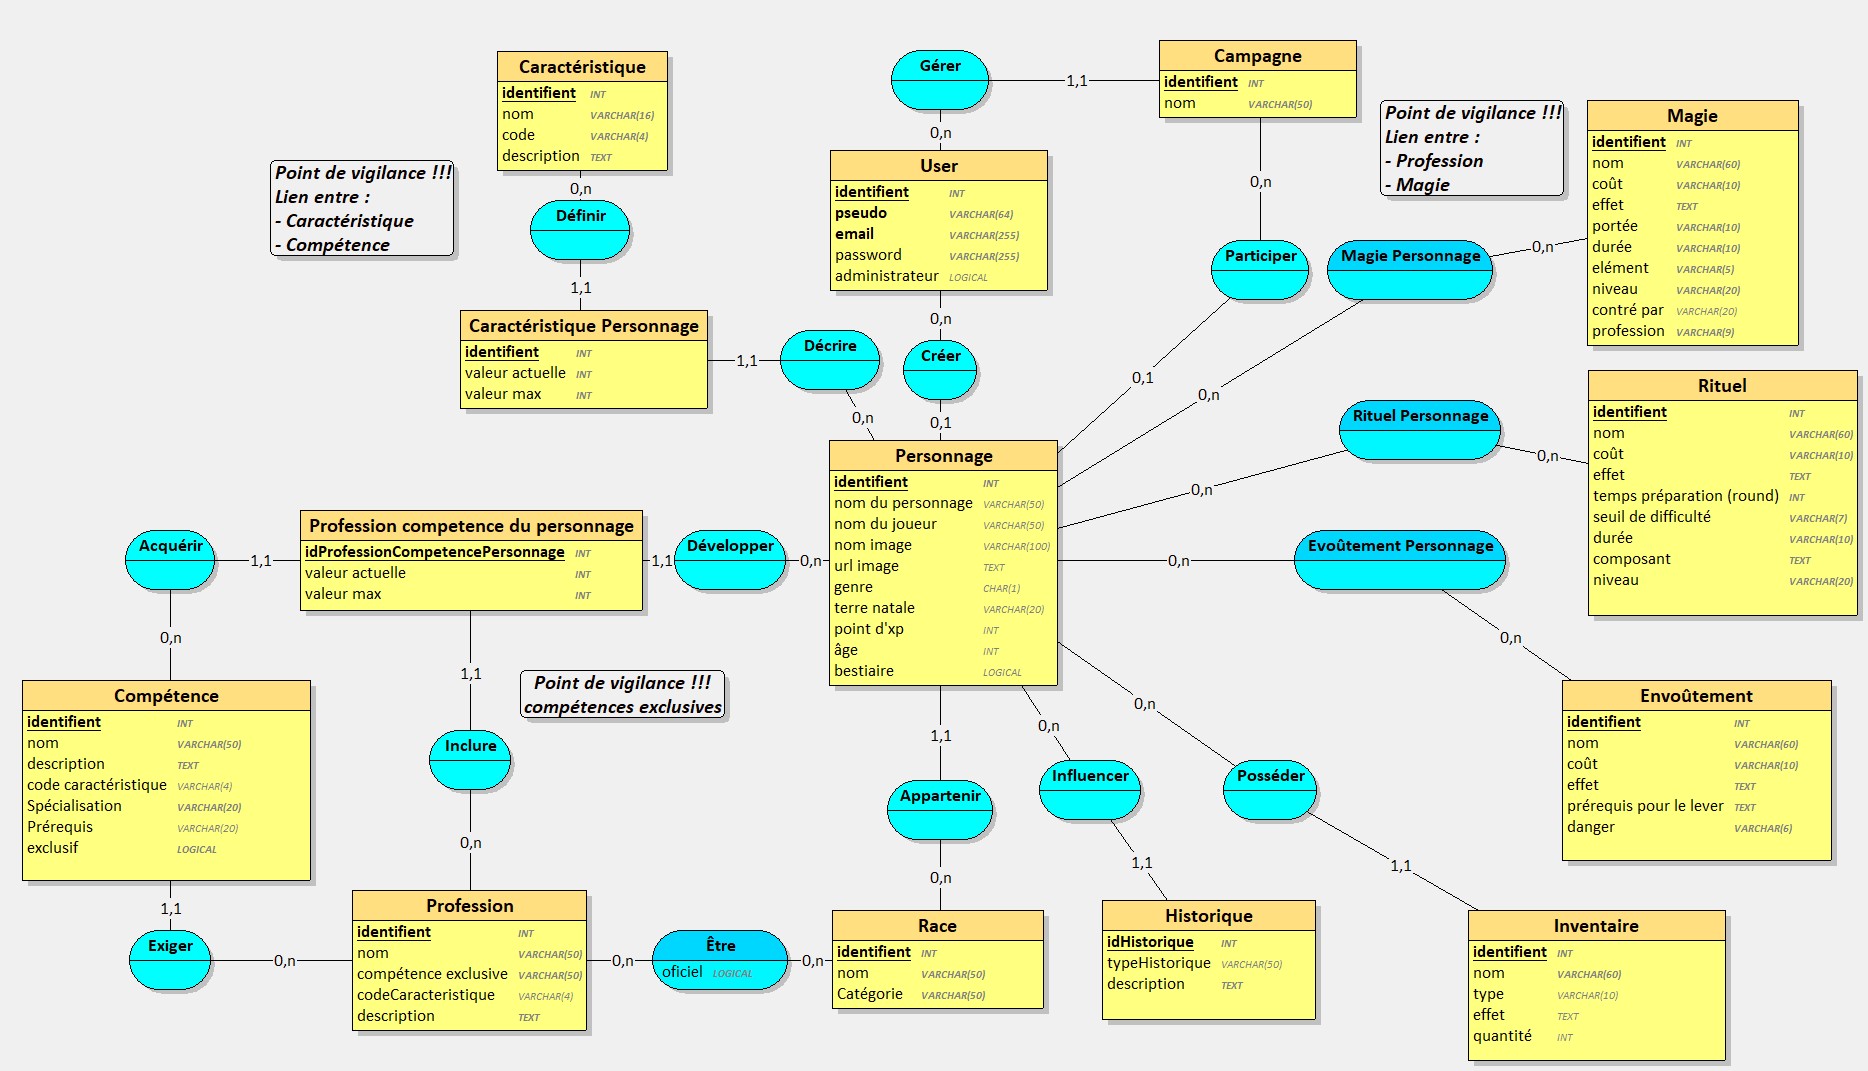 Caractéristique
identifient INT
nom VARCHAR(16)
code VARCHAR(4)
description TEXT
0,n
Définir
1,1
Point de vigilance !!!
Lien entre :
- Caractéristique
- Compétence
Caractéristique Personnage
identifient INT
valeur actuelle INT
valeur max INT
1,1
Décrire
0,n
Gérer
1,1
0,n
Campagne
identifient INT
nom VARCHAR(50)
0,n
Participer
0,1
User
identifient INT
pseudo VARCHAR(64)
email VARCHAR(255)
password VARCHAR(255)
administrateur LOGICAL
0,n
Créer
0,1
Point de vigilance !!!
Lien entre :
- Profession
- Magie
Magie
identifient INT
nom VARCHAR(60)
coût VARCHAR(10)
effet TEXT
portée VARCHAR(10)
durée VARCHAR(10)
elément VARCHAR(5)
niveau VARCHAR(20)
contré par VARCHAR(20)
profession VARCHAR(9)
Magie Personnage
0,n
0,n
Rituel
identifient INT
nom VARCHAR(60)
coût VARCHAR(10)
effet TEXT
temps préparation (round) INT
seuil de difficulté VARCHAR(7)
durée VARCHAR(10)
composant TEXT
niveau VARCHAR(20)
Rituel Personnage
0,n
0,n
Personnage
identifient INT
nom du personnage VARCHAR(50)
nom du joueur VARCHAR(50)
nom image VARCHAR(100)
url image TEXT
genre CHAR(1)
terre natale VARCHAR(20)
point d'xp INT
âge INT
bestiaire LOGICAL
0,n
Evoûtement Personnage
0,n
Acquérir
1,1
0,n
Profession competence du personnage
idProfessionCompetencePersonnage INT
valeur actuelle INT
valeur max INT
1,1
Développer
0,n
1,1
Inclure
0,n
Point de vigilance !!!
compétences exclusives
Compétence
identifient INT
nom VARCHAR(50)
description TEXT
code caractéristique VARCHAR(4)
Spécialisation VARCHAR(20)
Prérequis VARCHAR(20)
exclusif LOGICAL
1,1
Exiger
0,n
Profession
identifient INT
nom VARCHAR(50)
compétence exclusive VARCHAR(50)
codeCaracteristique VARCHAR(4)
description TEXT
0,n
Être
oficiel LOGICAL
0,n
1,1
Appartenir
0,n
Race
identifient INT
nom VARCHAR(50)
Catégorie VARCHAR(50)
0,n
Influencer
1,1
Historique
idHistorique INT
typeHistorique VARCHAR(50)
description TEXT
0,n
Posséder
1,1
Inventaire
identifient INT
nom VARCHAR(60)
type VARCHAR(10)
effet TEXT
quantité INT
Envoûtement
identifient INT
nom VARCHAR(60)
coût VARCHAR(10)
effet TEXT
prérequis pour le lever TEXT
danger VARCHAR(6)